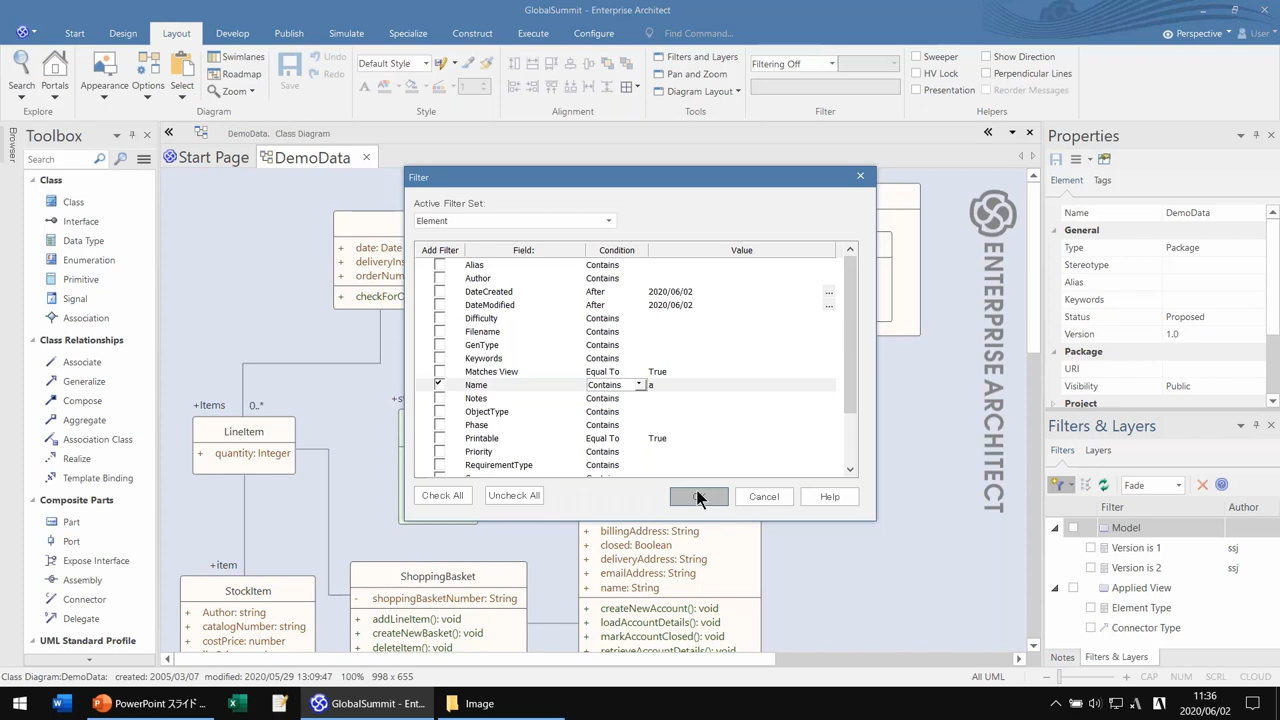 GlobalSummit - Enterprise Architect
Start Design Layout Develop Publish Simulate Specialize Construct Execute Configure Find Command... Perspective User
Search Portals Appearance Options Select
Swimlanes
Roadmap
Zoom
Save
Undo
Redo
Default Style
1
Filters and Layers
Pan and Zoom
Diagram Layout
Filtering Off
Sweeper
HV Lock
Presentation
Show Direction
Perpendicular Lines
Reorder Messages
Explore Diagram Style Alignment Tools Filter Helpers
Browser
Toolbox
Search
Class
Class
Interface
Data Type
Enumeration
Primitive
Signal
Association
Class Relationships
Associate
Generalize
Compose
Aggregate
Association Class
Realize
Template Binding
Composite Parts
Part
Port
Expose Interface
Assembly
Connector
Delegate
UML Standard Profile
DemoData. Class Diagram
Start Page DemoData
+ date: Date
+ deliveryIns
+ orderNum
+ checkForO
+Items 0..*
LineItem
+ quantity: Integer
+item
StockItem
+ Author: string
+ catalogNumber: string
+ costPrice: number
ShoppingBasket
- shoppingBasketNumber: String
+ addLineItem(): void
+ createNewBasket(): void
+ deleteItem(): void
+ billingAddress: String
+ closed: Boolean
+ deliveryAddress: String
+ emailAddress: String
+ name: String
+ createNewAccount(): void
+ loadAccountDetails(): void
+ markAccountClosed(): void
+ retrieveAccountDetails(): void
ENTERPRISE ARCHITECT
Filter
Active Filter Set:
Element
Add Filter Field: Condition Value
Alias Contains
Author Contains
DateCreated After 2020/06/02 ...
DateModified After 2020/06/02 ...
Difficulty Contains
Filename Contains
GenType Contains
Keywords Contains
Matches View Equal To True
Name Contains a
Notes Contains
ObjectType Contains
Phase Contains
Printable Equal To True
Priority Contains
RequirementType Contains
Check All Uncheck All Cancel Help
Properties
Element Tags
Name DemoData
General
Type Package
Stereotype
Alias
Keywords
Status Proposed
Version 1.0
Package
URI
Visibility Public
Project
Filters & Layers
Filters Layers
Fade
Filter Author
Model
Version is 1 ssj
Version is 2 ssj
Applied View
Element Type
Connector Type
Notes Filters & Layers
Class Diagram:DemoData: created: 2005/03/07 modified: 2020/05/29 13:09:47 100% 998 x 655
All UML CAP NUM SCRL CLOUD
PowerPoint スライド
GlobalSummit - Ent...
Image
A
11:36
2020/06/02